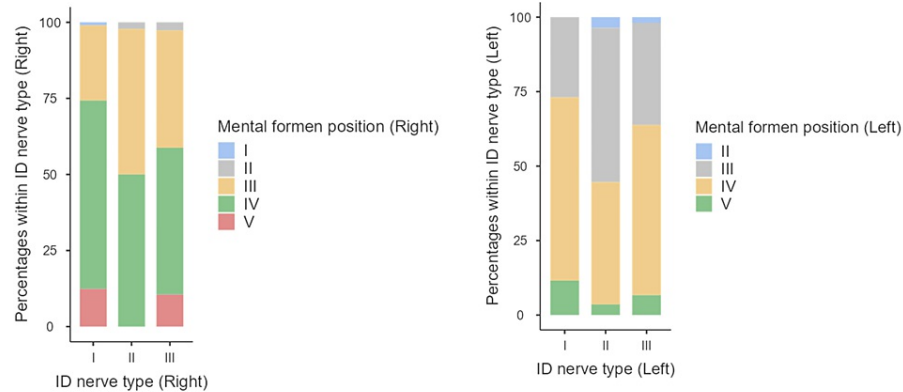 Percentages within ID nerve type (Right)
100
75
50
25
0
I II III
ID nerve type (Right)
Mental formen position (Right)
I
II
III
IV
V
Percentages within ID nerve type (Left)
100
75
50
25
0
I II III
ID nerve type (Left)
Mental formen position (Left)
II
III
IV
V